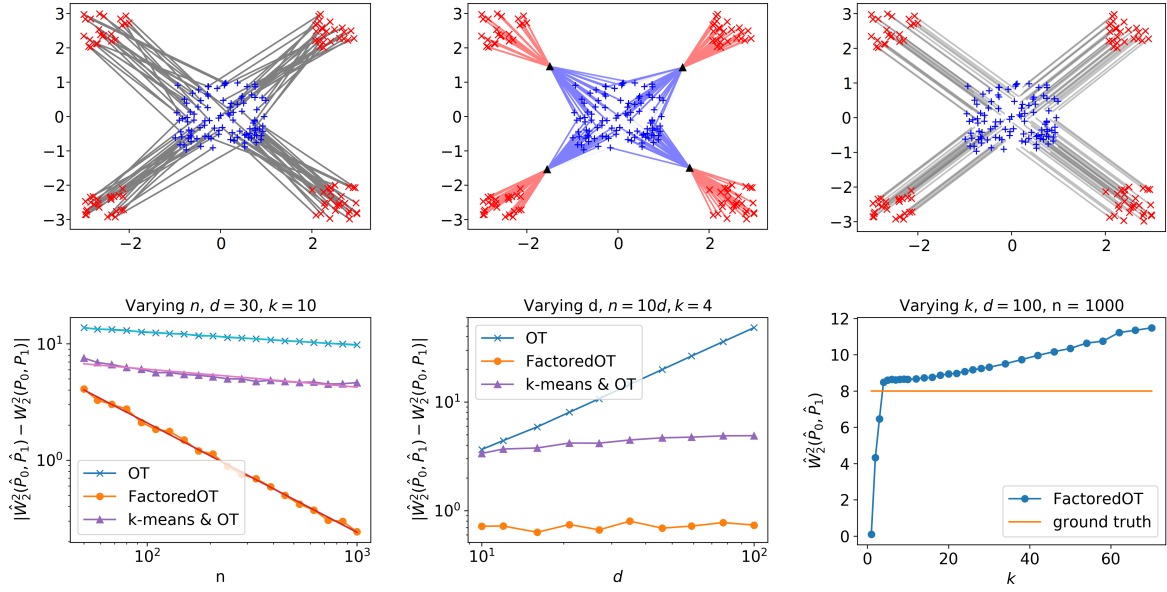 3
2
1
0
−1
−2
−3
−2
0
2
3
2
1
0
−1
−2
−3
−2
0
2
3
2
1
0
−1
−2
−3
−2
0
2
Varying n, d = 30, k = 10
|Ŵ₂²(P̂₀, P̂₁) − W₂²(P₀, P₁)|
10¹
10⁰
OT
FactoredOT
k-means & OT
10²
10³
n
Varying d, n = 10d, k = 4
|Ŵ₂²(P̂₀, P̂₁) − W₂²(P₀, P₁)|
OT
FactoredOT
k-means & OT
10¹
10⁰
10¹
10²
d
Varying k, d = 100, n = 1000
Ŵ₂²(P̂₀, P̂₁)
12
10
8
6
4
2
0
FactoredOT
ground truth
0
20
40
60
k